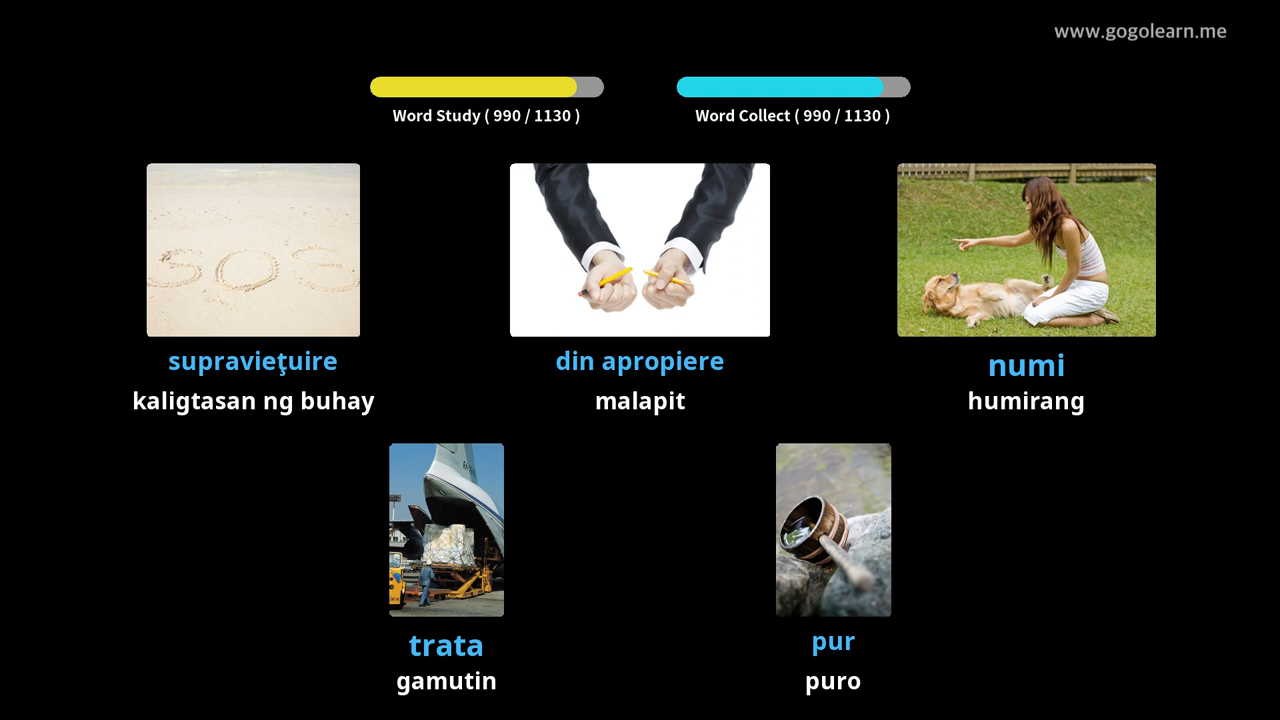 www.gogolearn.me
Word Study ( 990 / 1130 )
Word Collect ( 990 / 1130 )
SOS
supravieţuire
din apropiere
numi
kaligtasan ng buhay
malapit
humirang
trata
pur
gamutin
puro